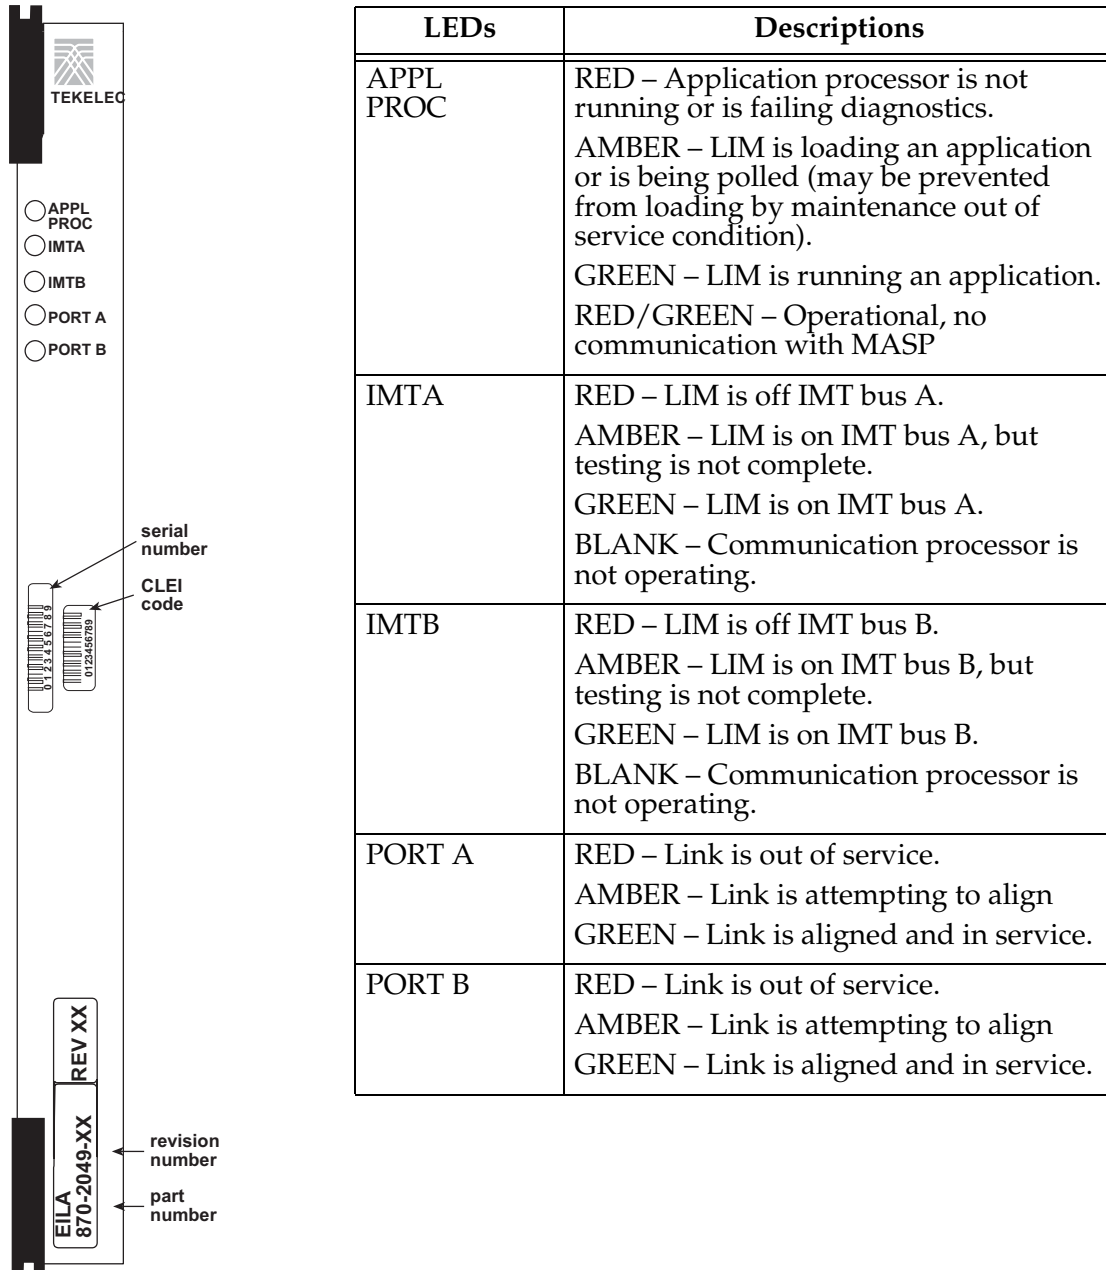 TEKELEC
APPL
PROC
IMTA
IMTB
PORT A
PORT B
serial
number
CLEI
code
0 1 2 3 4 5 6 7 8 9
0123456789
REV XX
EILA
870-2049-XX
revision
number
part
number
LEDs Descriptions
APPL
PROC
RED – Application processor is not
running or is failing diagnostics.
AMBER – LIM is loading an application
or is being polled (may be prevented
from loading by maintenance out of
service condition).
GREEN – LIM is running an application.
RED/GREEN – Operational, no
communication with MASP
IMTA
RED – LIM is off IMT bus A.
AMBER – LIM is on IMT bus A, but
testing is not complete.
GREEN – LIM is on IMT bus A.
BLANK – Communication processor is
not operating.
IMTB
RED – LIM is off IMT bus B.
AMBER – LIM is on IMT bus B, but
testing is not complete.
GREEN – LIM is on IMT bus B.
BLANK – Communication processor is
not operating.
PORT A
RED – Link is out of service.
AMBER – Link is attempting to align
GREEN – Link is aligned and in service.
PORT B
RED – Link is out of service.
AMBER – Link is attempting to align
GREEN – Link is aligned and in service.